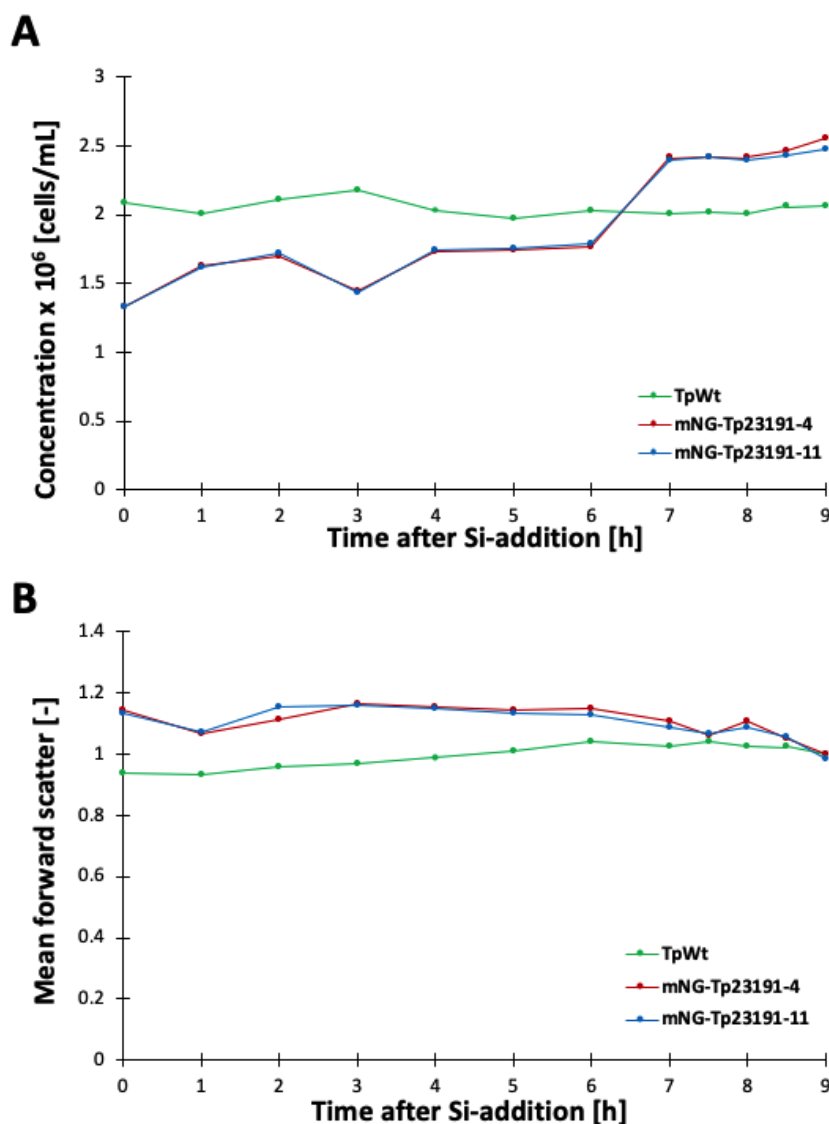 A
Concentration x 10⁶ [cells/mL]
3
2.5
2
1.5
1
0.5
0
0 1 2 3 4 5 6 7 8 9
Time after Si-addition [h]
TpWt
mNG-Tp23191-4
mNG-Tp23191-11
B
Mean forward scatter [-]
1.4
1.2
1
0.8
0.6
0.4
0.2
0
0 1 2 3 4 5 6 7 8 9
Time after Si-addition [h]
TpWt
mNG-Tp23191-4
mNG-Tp23191-11